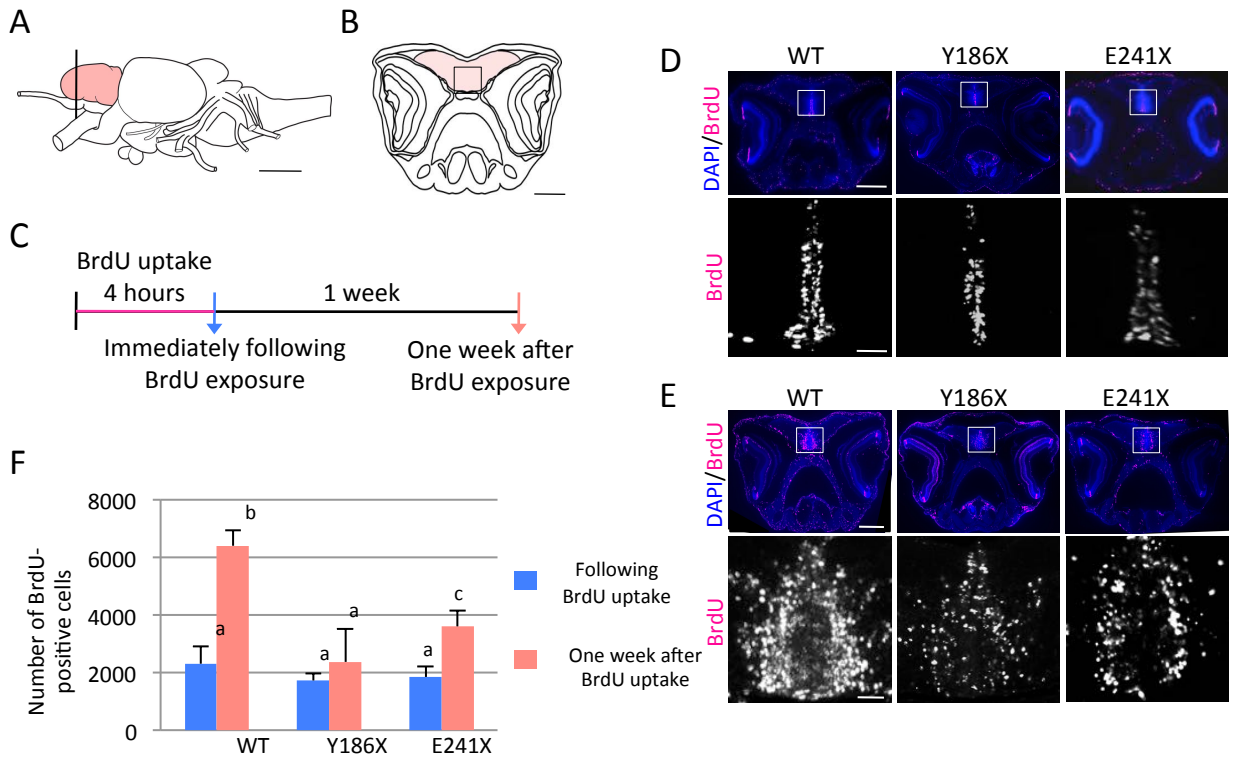 A
B
C
BrdU uptake
4 hours
1 week
Immediately following
BrdU exposure
One week after
BrdU exposure
D
WT
Y186X
E241X
DAPI/BrdU
BrdU
E
WT
Y186X
E241X
DAPI/BrdU
BrdU
F
Number of BrdU-
positive cells
8000
6000
4000
2000
0
a
b
a
a
a
c
WT
Y186X
E241X
Following
BrdU uptake
One week after
BrdU uptake